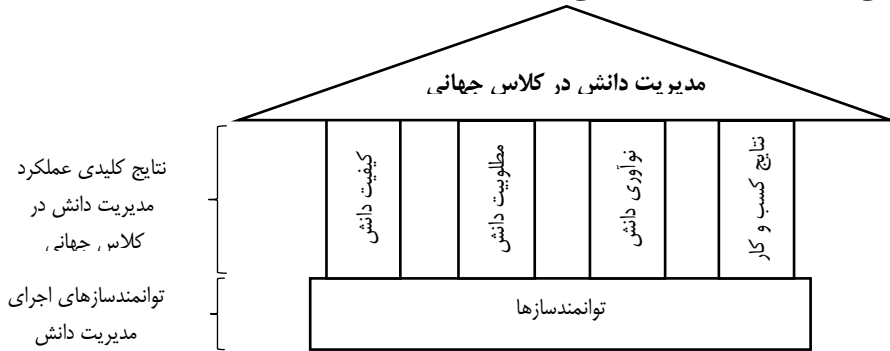 مدیریت دانش در کلاس جهانی
نتایج کسب و کار
نوآوری دانش
مطلوبیت دانش
کیفیت دانش
نتایج کلیدی عملکرد
مدیریت دانش در
کلاس جهانی
توانمندسازها
توانمندسازهای اجرای
مدیریت دانش